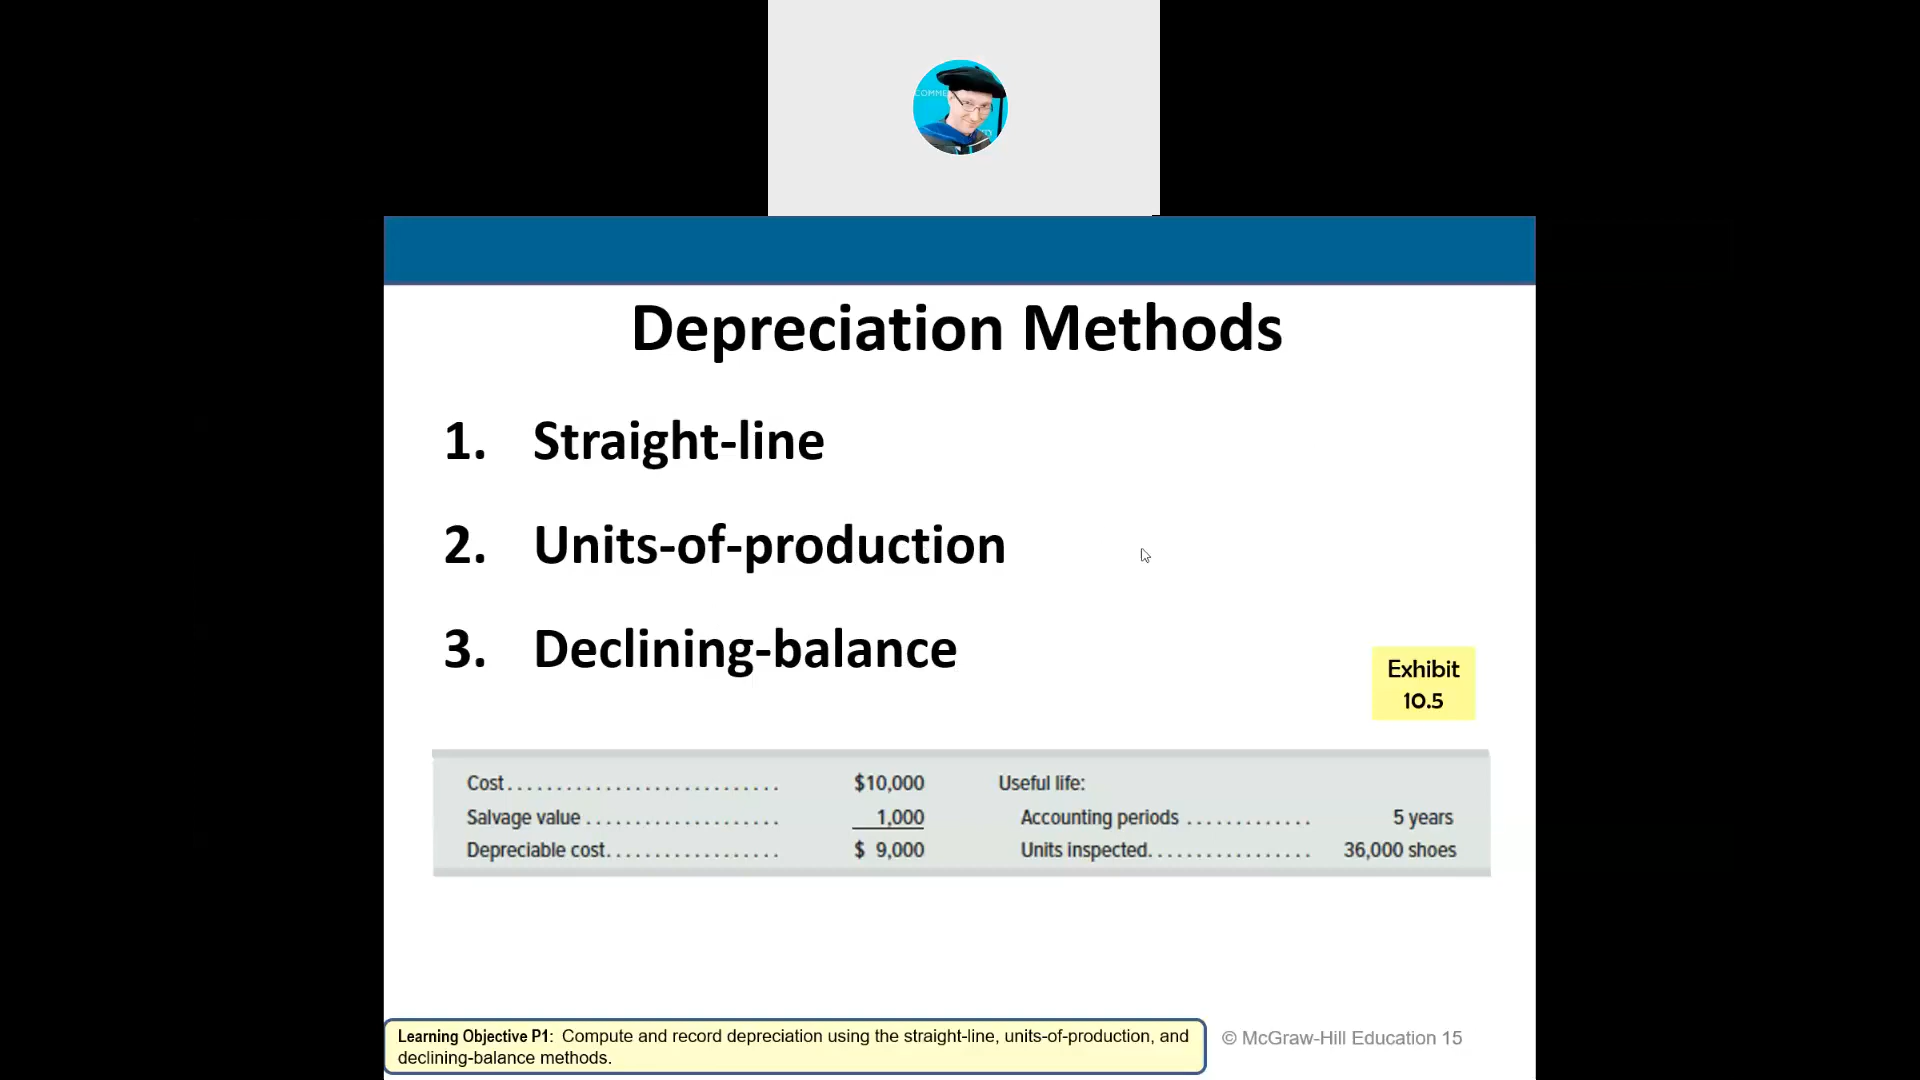 COMME
Depreciation Methods
1. Straight-line
2. Units-of-production
3. Declining-balance
Exhibit
10.5
Cost........................... $10,000 Useful life:
Salvage value .................... 1,000 Accounting periods ............. 5 years
Depreciable cost.................. $ 9,000 Units inspected................. 36,000 shoes
Learning Objective P1: Compute and record depreciation using the straight-line, units-of-production, and
declining-balance methods.
© McGraw-Hill Education 15